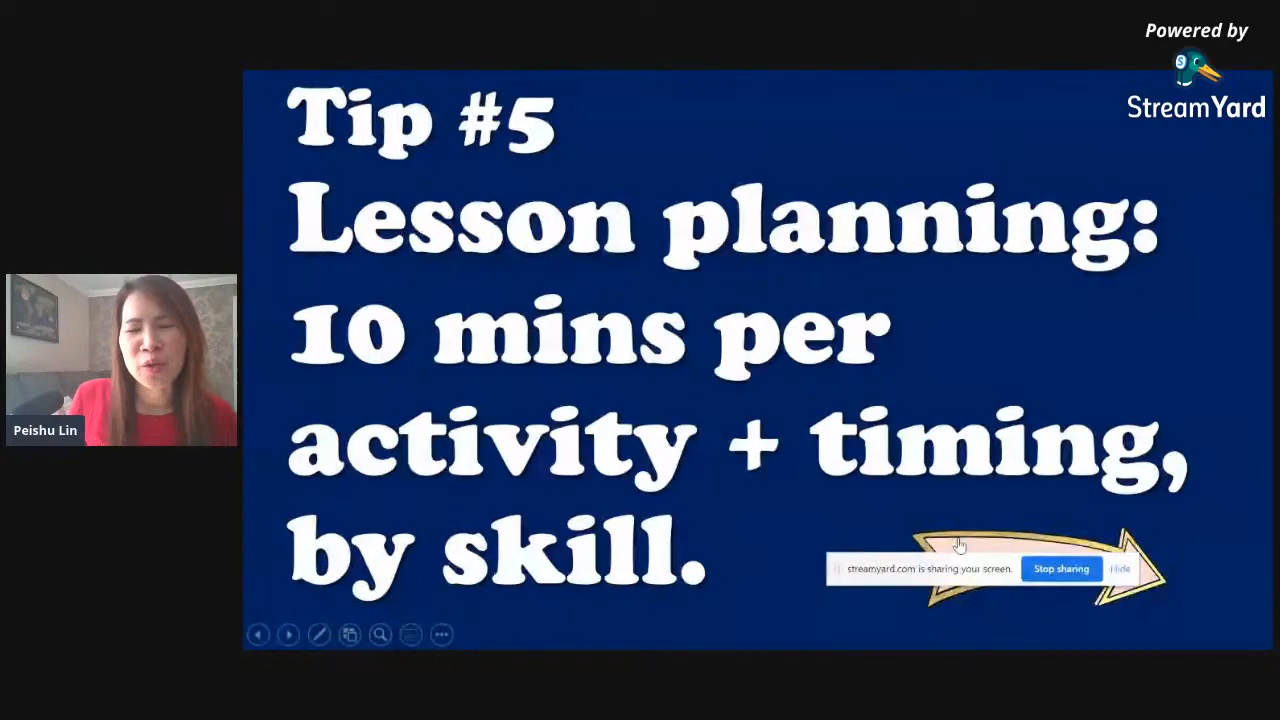 Powered by
StreamYard
Tip #5
Lesson planning:
10 mins per
activity + timing,
by skill.
Peishu Lin
streamyard.com is sharing your screen.
Stop sharing
Hide